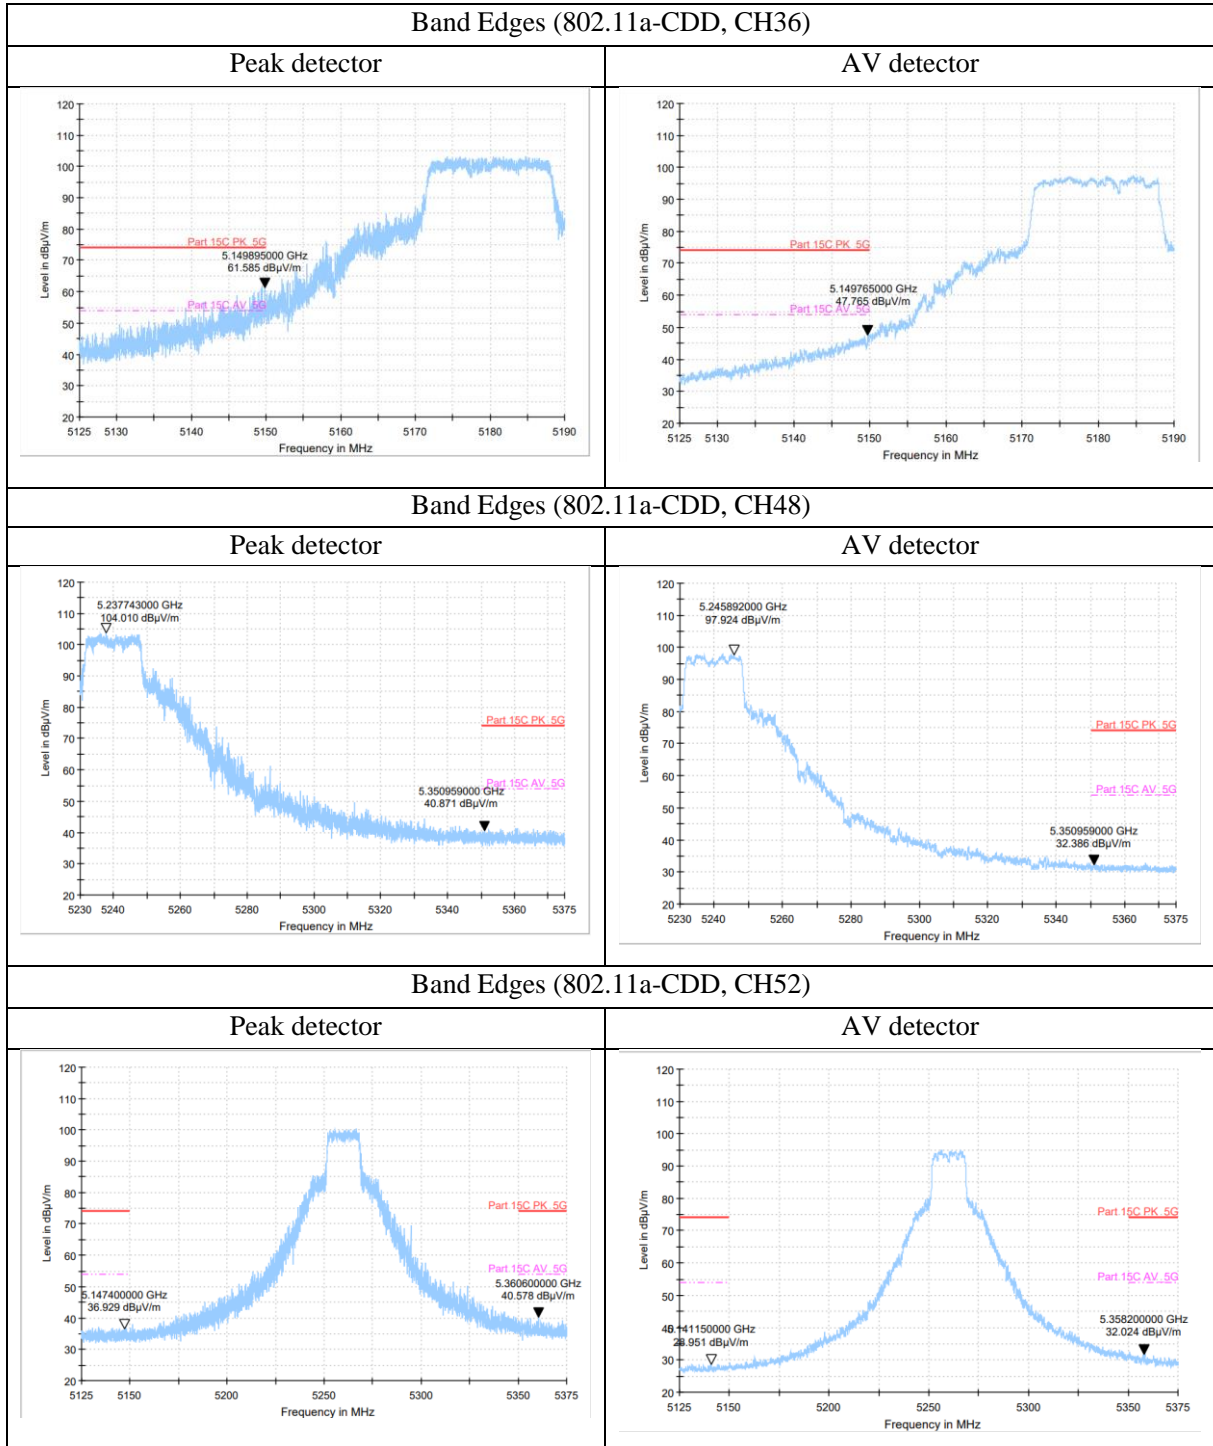 Band Edges (802.11a-CDD, CH36)
Peak detector
AV detector
120
110
100
90
80
70
60
50
40
30
20
Level in dBµV/m
Part 15C PK 5G
5.149895000 GHz
61.585 dBµV/m
Part 15C AV 5G
5125 5130 5140 5150 5160 5170 5180 5190
Frequency in MHz
120
110
100
90
80
70
60
50
40
30
20
Level in dBµV/m
Part 15C PK 5G
5.149765000 GHz
47.765 dBµV/m
Part 15C AV 5G
5125 5130 5140 5150 5160 5170 5180 5190
Frequency in MHz
Band Edges (802.11a-CDD, CH48)
Peak detector
AV detector
120
110
100
90
80
70
60
50
40
30
20
Level in dBµV/m
5.237743000 GHz
104.010 dBµV/m
Part 15C PK 5G
Part 15C AV 5G
5.350959000 GHz
40.871 dBµV/m
5230 5240 5260 5280 5300 5320 5340 5360 5375
Frequency in MHz
120
110
100
90
80
70
60
50
40
30
20
Level in dBµV/m
5.245892000 GHz
97.924 dBµV/m
Part 15C PK 5G
Part 15C AV 5G
5.350959000 GHz
32.386 dBµV/m
5230 5240 5260 5280 5300 5320 5340 5360 5375
Frequency in MHz
Band Edges (802.11a-CDD, CH52)
Peak detector
AV detector
120
110
100
90
80
70
60
50
40
30
20
Level in dBµV/m
Part 15C PK 5G
Part 15C AV 5G
5.147400000 GHz
36.929 dBµV/m
5.360600000 GHz
40.578 dBµV/m
5125 5150 5200 5250 5300 5350 5375
Frequency in MHz
120
110
100
90
80
70
60
50
40
30
20
Level in dBµV/m
Part 15C PK 5G
Part 15C AV 5G
5.141150000 GHz
28.951 dBµV/m
5.358200000 GHz
32.024 dBµV/m
5125 5150 5200 5250 5300 5350 5375
Frequency in MHz